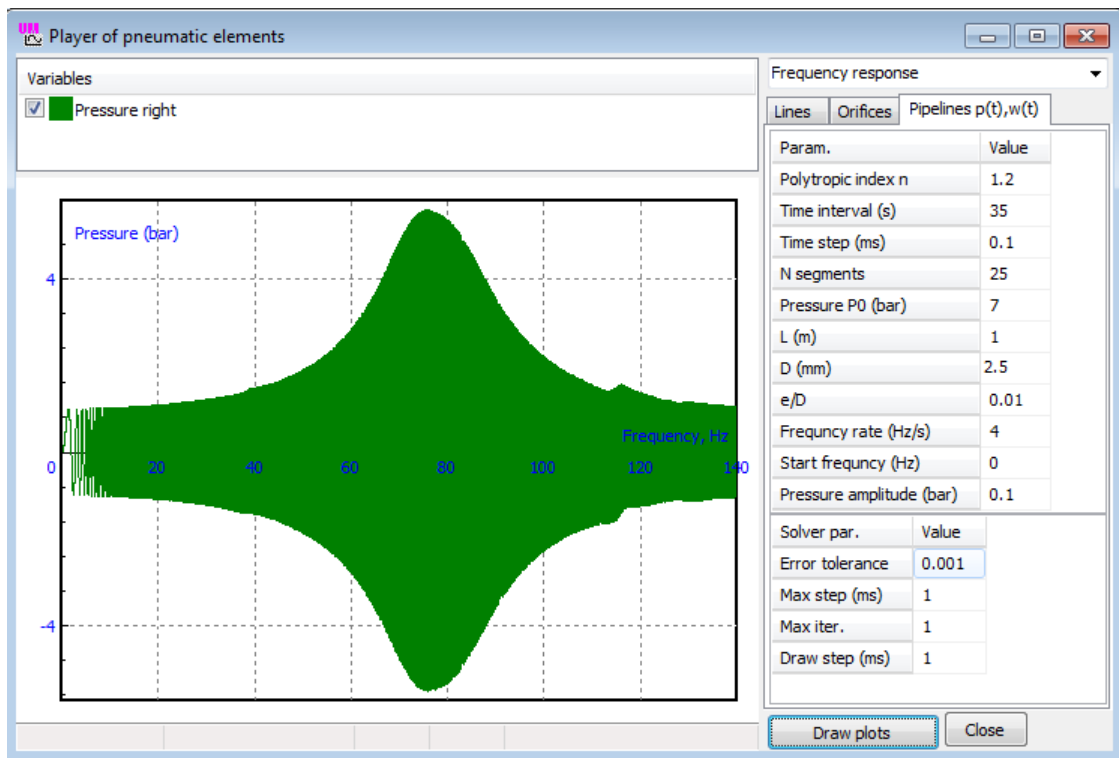 UM Player of pneumatic elements
Variables
Pressure right
Pressure (bar)
4
0
20 40 60 80 100 120 140
Frequency, Hz
-4
Frequency response
Lines Orifices Pipelines p(t),w(t)
Param. Value
Polytropic index n 1.2
Time interval (s) 35
Time step (ms) 0.1
N segments 25
Pressure P0 (bar) 7
L (m) 1
D (mm) 2.5
e/D 0.01
Frequncy rate (Hz/s) 4
Start frequncy (Hz) 0
Pressure amplitude (bar) 0.1
Solver par. Value
Error tolerance 0.001
Max step (ms) 1
Max iter. 1
Draw step (ms) 1
Draw plots Close